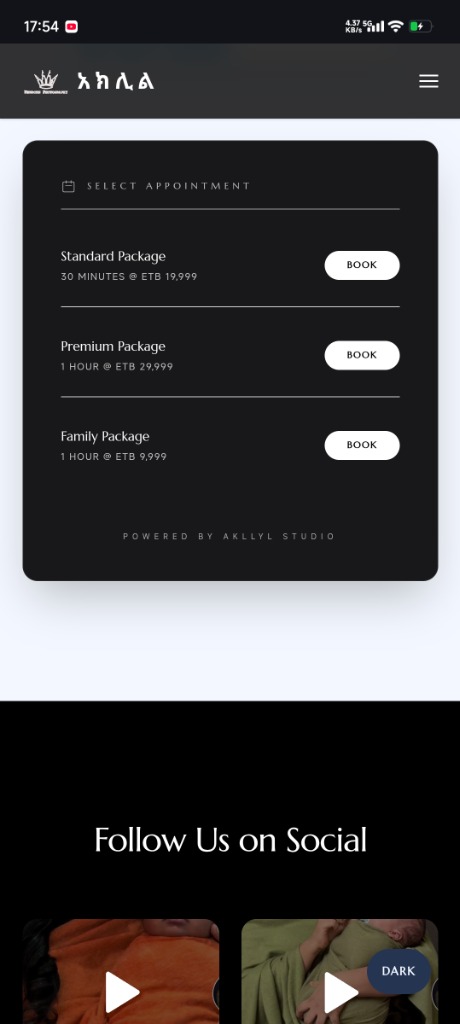 17:54
4.37 5G
KB/s
አክሊል
SELECT APPOINTMENT
Standard Package
30 MINUTES @ ETB 19,999
BOOK
Premium Package
1 HOUR @ ETB 29,999
BOOK
Family Package
1 HOUR @ ETB 9,999
BOOK
POWERED BY AKLLYL STUDIO
Follow Us on Social
DARK